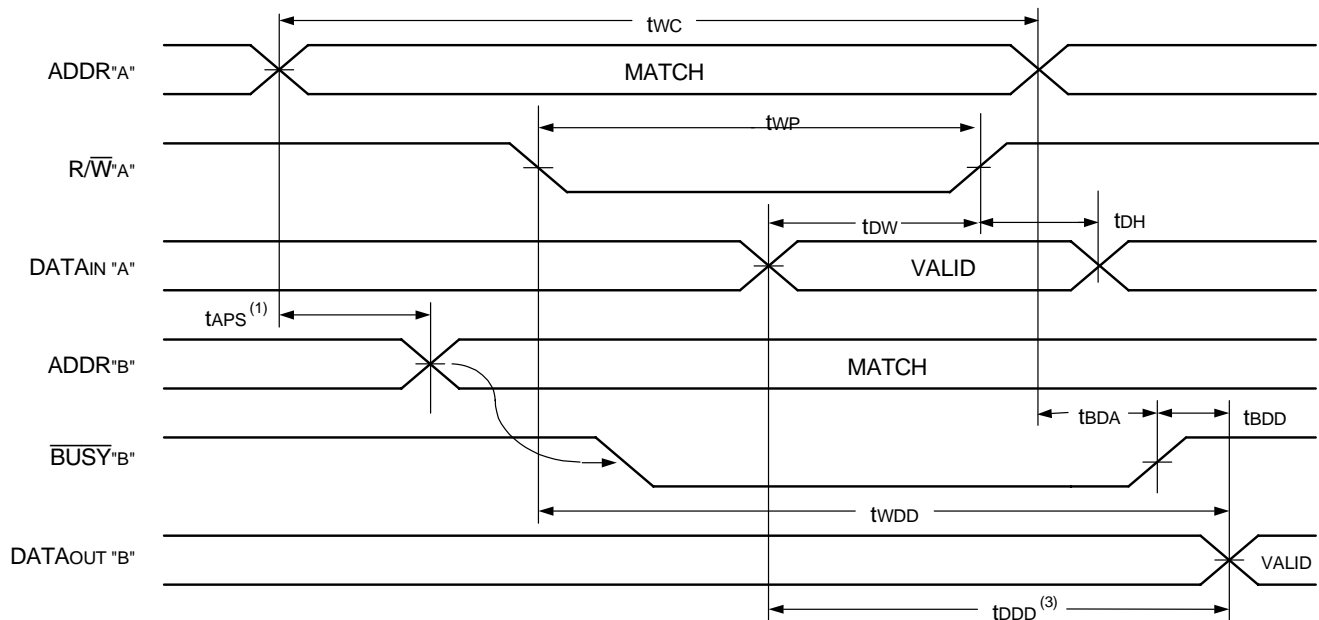 tWC
ADDR"A"
MATCH
tWP
R/W"A"
tDW
tDH
DATAIN "A"
VALID
tAPS (1)
ADDR"B"
MATCH
tBDA
tBDD
BUSY"B"
tWDD
DATAOUT "B"
VALID
tDDD (3)